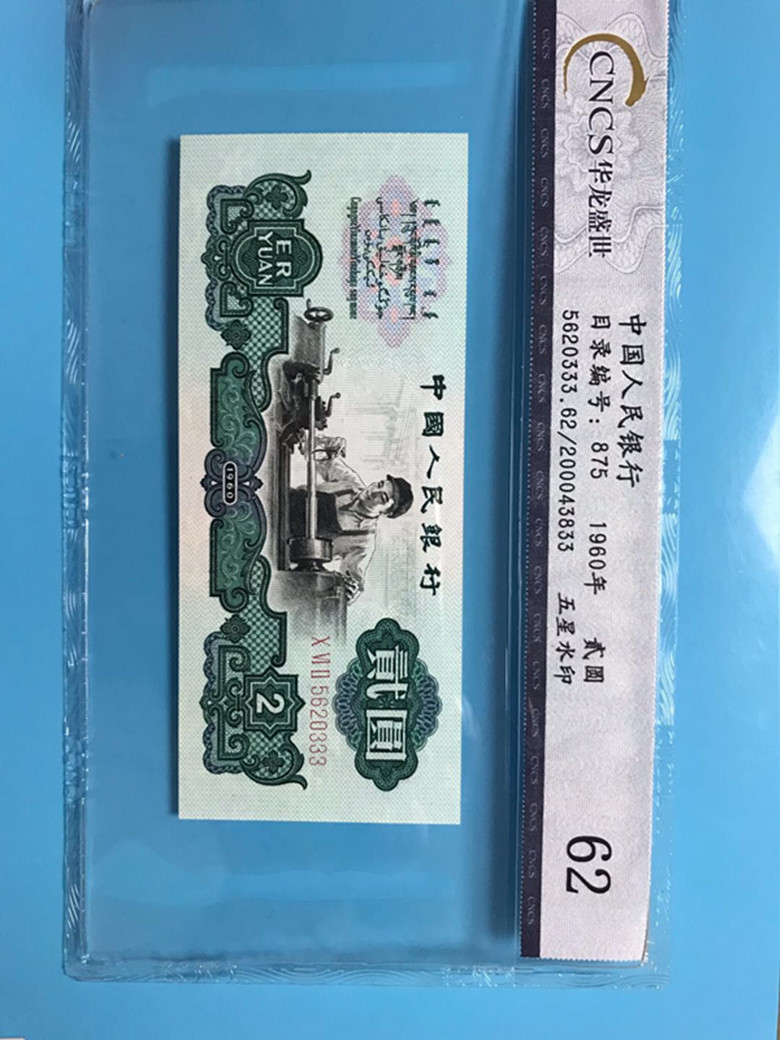 CNCS华龙盛世
中国人民银行
目录编号：875 1960年 贰圆
5620333.62/200043833 五星水印
62
中國人民銀行
ER
YUAN
1960
2
貳圓
5620333